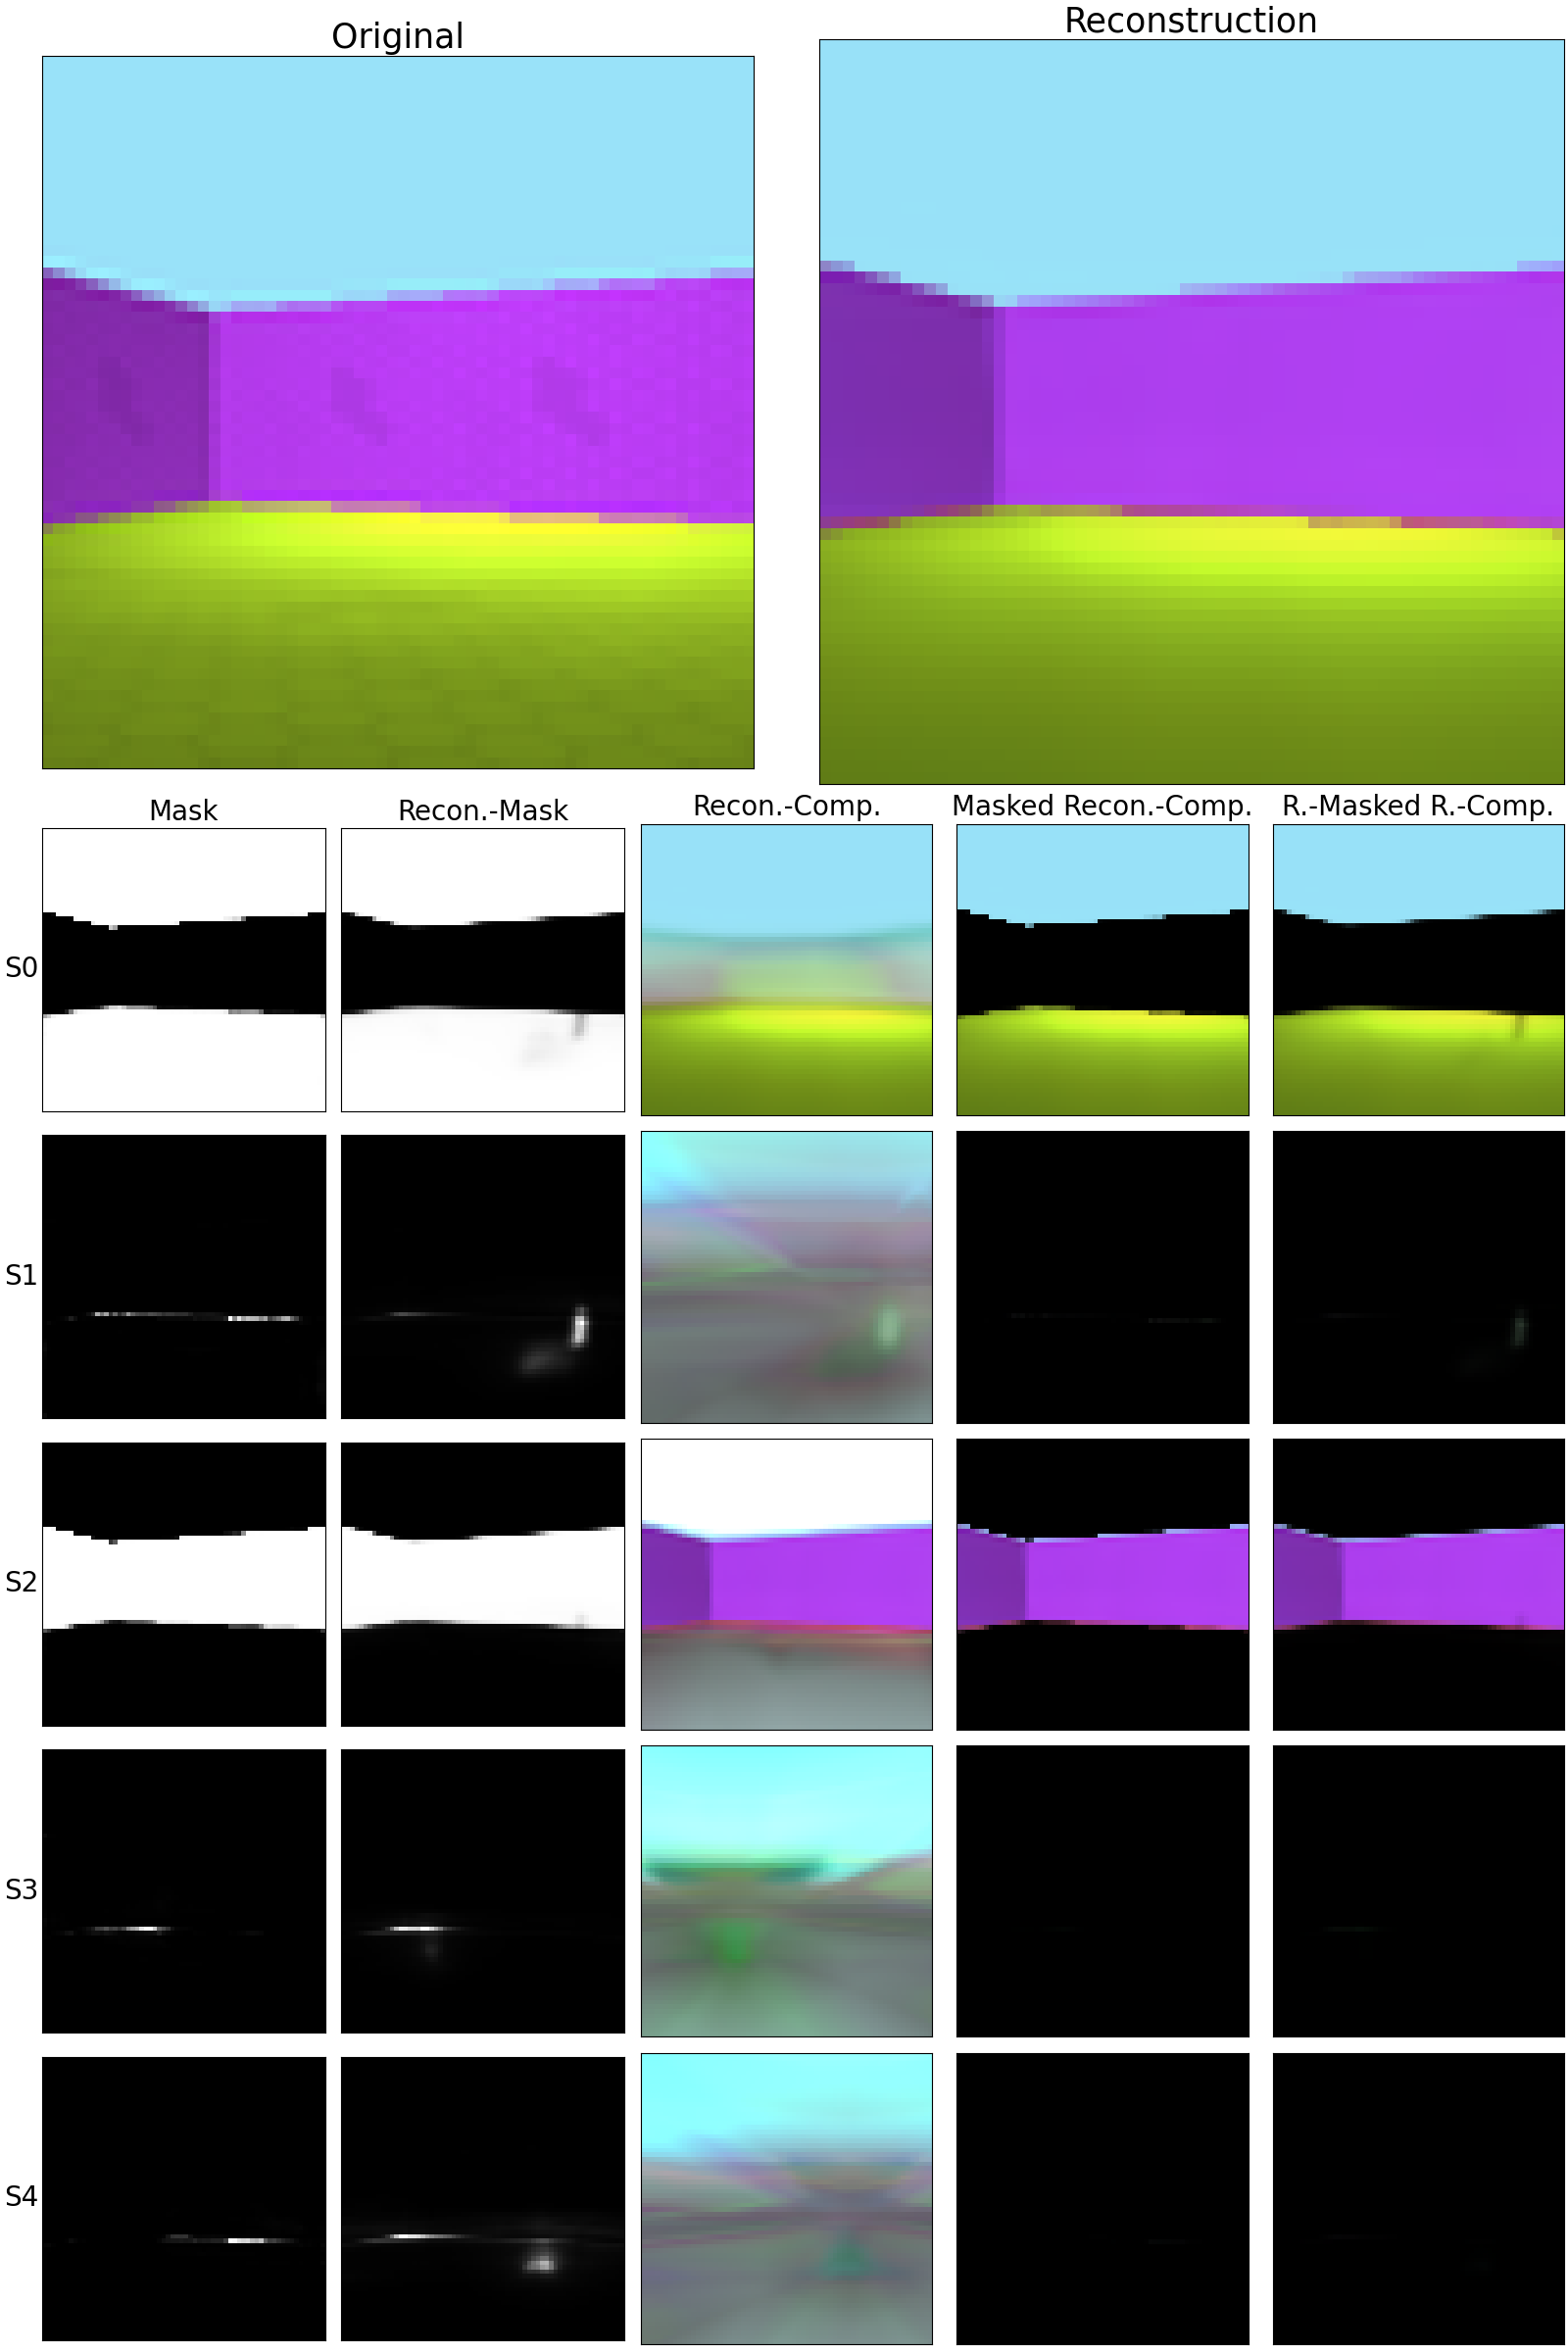 Original
Reconstruction
Mask
Recon.-Mask
Recon.-Comp.
Masked Recon.-Comp.
R.-Masked R.-Comp.
S0
S1
S2
S3
S4